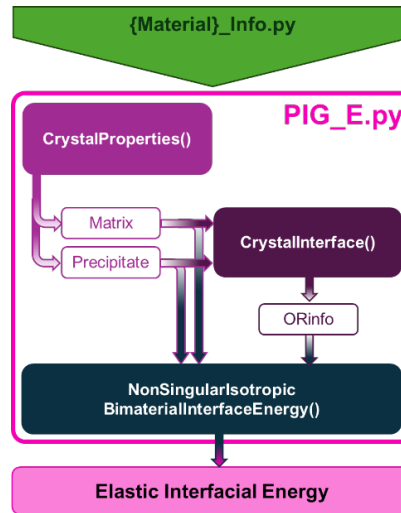 {Material}_Info.py
PIG_E.py
CrystalProperties()
Matrix
Precipitate
CrystalInterface()
ORinfo
NonSingularIsotropic
BimaterialInterfaceEnergy()
Elastic Interfacial Energy